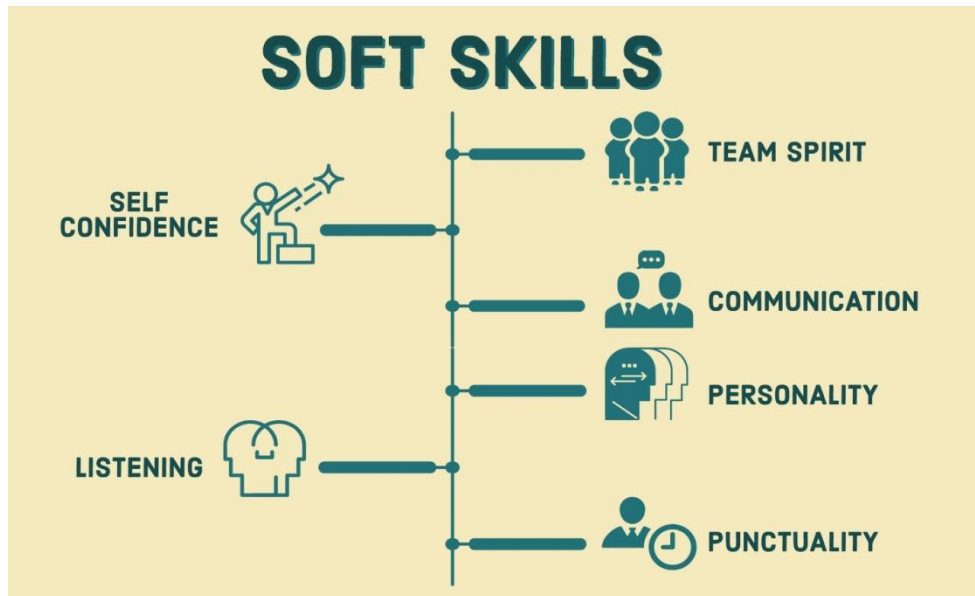 SOFT SKILLS
TEAM SPIRIT
SELF
CONFIDENCE
COMMUNICATION
PERSONALITY
LISTENING
PUNCTUALITY